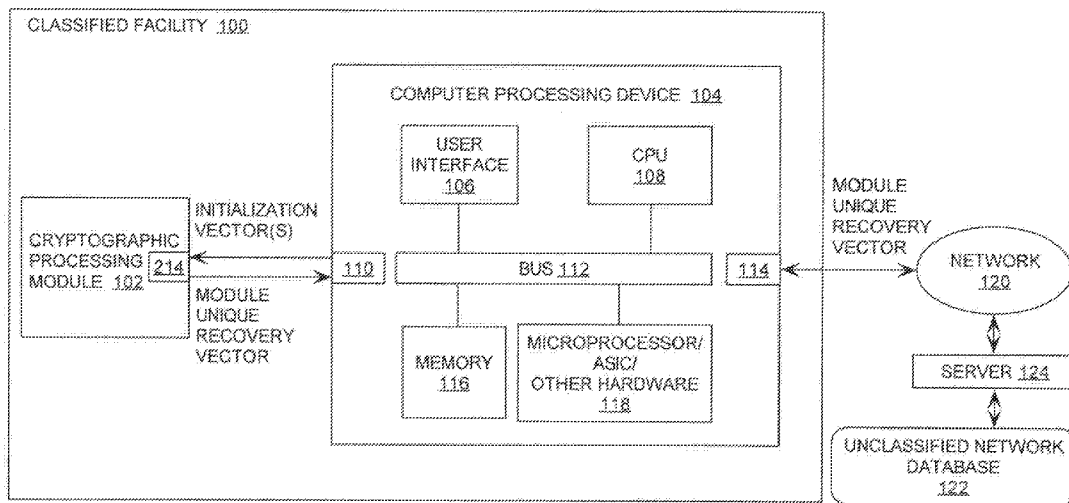 CLASSIFIED FACILITY 100
COMPUTER PROCESSING DEVICE 104
USER
INTERFACE
106
CPU
108
INITIALIZATION
VECTOR(S)
CRYPTOGRAPHIC
PROCESSING
MODULE 102
214
MODULE
UNIQUE
RECOVERY
VECTOR
110
BUS 112
114
MEMORY
116
MICROPROCESSOR/
ASIC/
OTHER HARDWARE
118
MODULE
UNIQUE
RECOVERY
VECTOR
NETWORK
120
SERVER 124
UNCLASSIFIED NETWORK
DATABASE
122